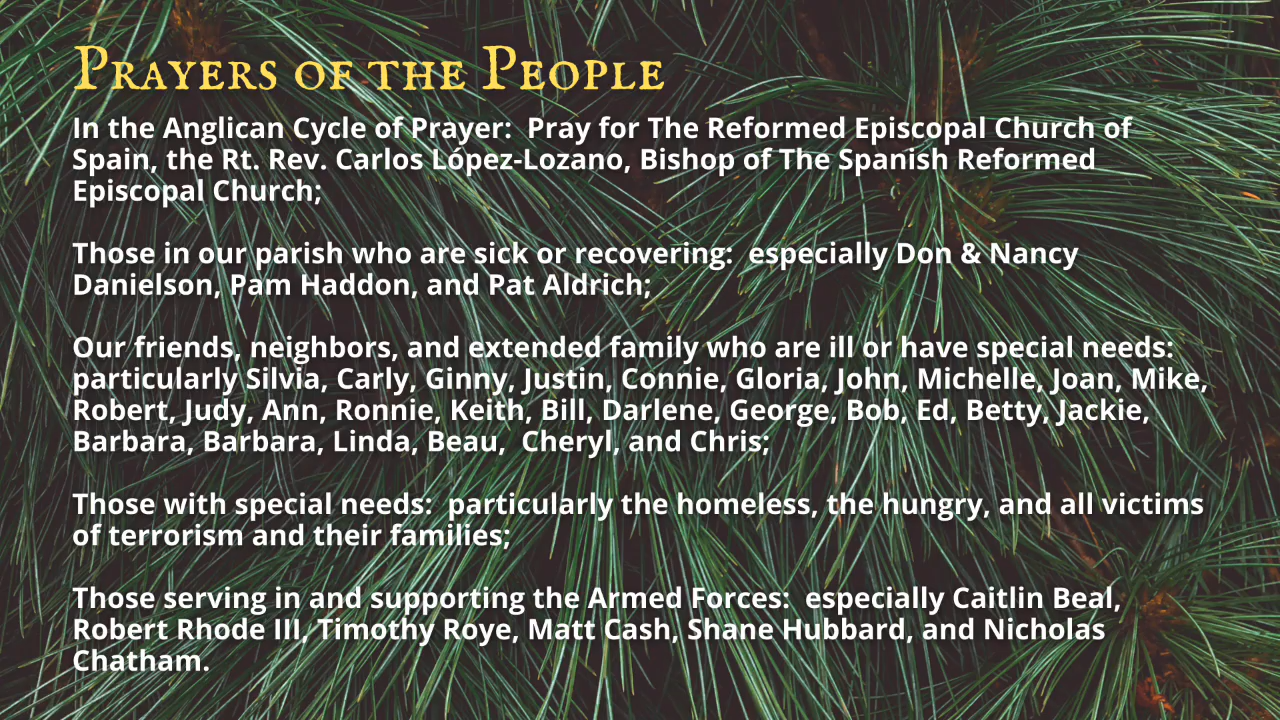 Prayers of the People
In the Anglican Cycle of Prayer:  Pray for The Reformed Episcopal Church of
Spain, the Rt. Rev. Carlos López-Lozano, Bishop of The Spanish Reformed
Episcopal Church;
Those in our parish who are sick or recovering:  especially Don & Nancy
Danielson, Pam Haddon, and Pat Aldrich;
Our friends, neighbors, and extended family who are ill or have special needs:
particularly Silvia, Carly, Ginny, Justin, Connie, Gloria, John, Michelle, Joan, Mike,
Robert, Judy, Ann, Ronnie, Keith, Bill, Darlene, George, Bob, Ed, Betty, Jackie,
Barbara, Barbara, Linda, Beau,  Cheryl, and Chris;
Those with special needs:  particularly the homeless, the hungry, and all victims
of terrorism and their families;
Those serving in and supporting the Armed Forces:  especially Caitlin Beal,
Robert Rhode III, Timothy Roye, Matt Cash, Shane Hubbard, and Nicholas
Chatham.